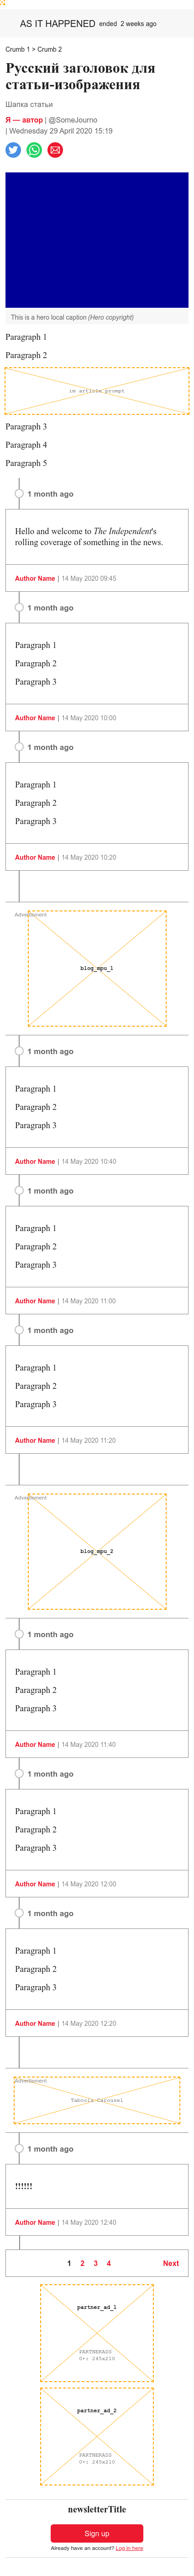 AS IT HAPPENED ended 2 weeks ago
Crumb 1 > Crumb 2
Русский заголовок для
статьи-изображения
Шапка статьи
Я — автор | @SomeJourno
| Wednesday 29 April 2020 15:19
This is a hero local caption (Hero copyright)
Paragraph 1
Paragraph 2
in article prompt
Paragraph 3
Paragraph 4
Paragraph 5
1 month ago
Hello and welcome to The Independent's
rolling coverage of something in the news.
Author Name | 14 May 2020 09:45
1 month ago
Paragraph 1
Paragraph 2
Paragraph 3
Author Name | 14 May 2020 10:00
1 month ago
Paragraph 1
Paragraph 2
Paragraph 3
Author Name | 14 May 2020 10:20
Advertisement
blog_mpu_1
1 month ago
Paragraph 1
Paragraph 2
Paragraph 3
Author Name | 14 May 2020 10:40
1 month ago
Paragraph 1
Paragraph 2
Paragraph 3
Author Name | 14 May 2020 11:00
1 month ago
Paragraph 1
Paragraph 2
Paragraph 3
Author Name | 14 May 2020 11:20
Advertisement
blog_mpu_2
1 month ago
Paragraph 1
Paragraph 2
Paragraph 3
Author Name | 14 May 2020 11:40
1 month ago
Paragraph 1
Paragraph 2
Paragraph 3
Author Name | 14 May 2020 12:00
1 month ago
Paragraph 1
Paragraph 2
Paragraph 3
Author Name | 14 May 2020 12:20
Advertisement
Taboola Carousel
1 month ago
!!!!!!
Author Name | 14 May 2020 12:40
1 2 3 4 Next
partner_ad_1
PARTNERADS
0+: 245x210
partner_ad_2
PARTNERADS
0+: 245x210
newsletterTitle
Sign up
Already have an account? Log in here